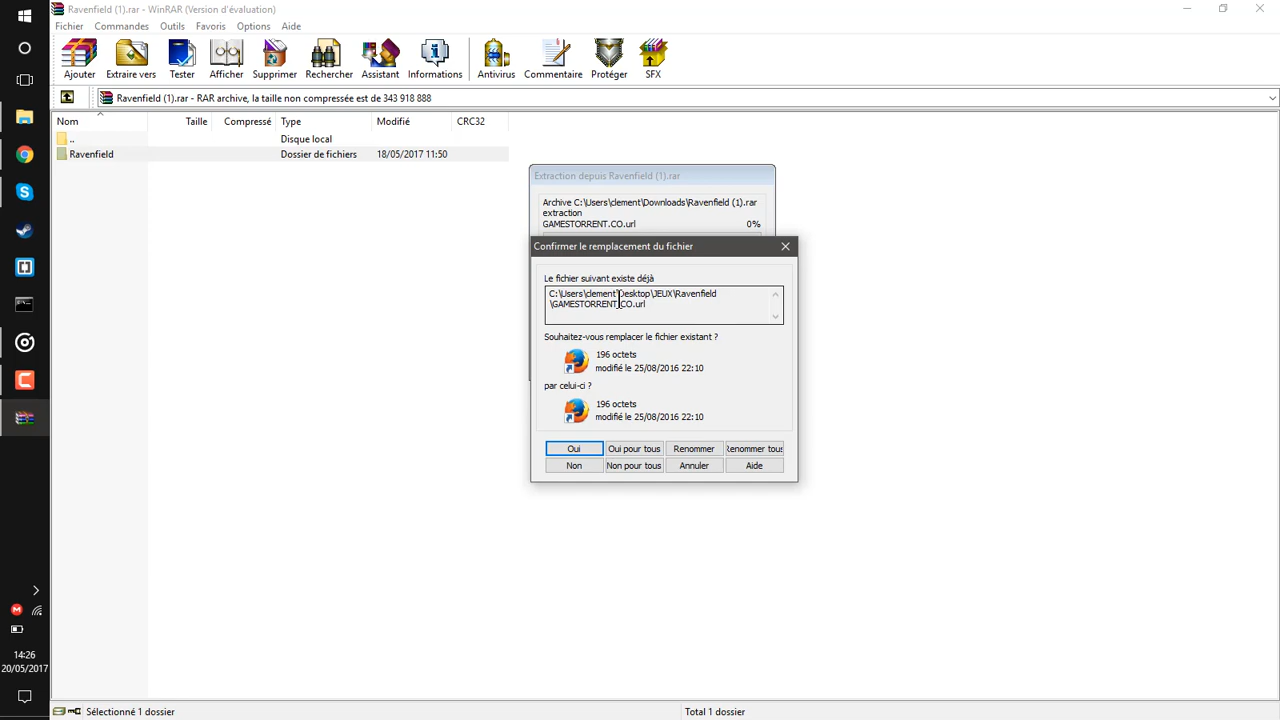 Ravenfield (1).rar - WinRAR (Version d'évaluation)
Fichier Commandes Outils Favoris Options Aide
Ajouter Extraire vers Tester Afficher Supprimer Rechercher Assistant Informations Antivirus Commentaire Protéger SFX
Ravenfield (1).rar - RAR archive, la taille non compressée est de 343 918 888
Nom Taille Compressé Type Modifié CRC32
.. Disque local
Ravenfield Dossier de fichiers 18/05/2017 11:50
Extraction depuis Ravenfield (1).rar
Archive C:\Users\clement\Downloads\Ravenfield (1).rar
extraction
GAMESTORRENT.CO.url 0%
Confirmer le remplacement du fichier
Le fichier suivant existe déjà
C:\Users\clement\Desktop\JEUX\Ravenfield
\GAMESTORRENT.CO.url
Souhaitez-vous remplacer le fichier existant ?
196 octets
modifié le 25/08/2016 22:10
par celui-ci ?
196 octets
modifié le 25/08/2016 22:10
Oui Oui pour tous Renommer Renommer tous
Non Non pour tous Annuler Aide
14:26
20/05/2017
Sélectionné 1 dossier Total 1 dossier